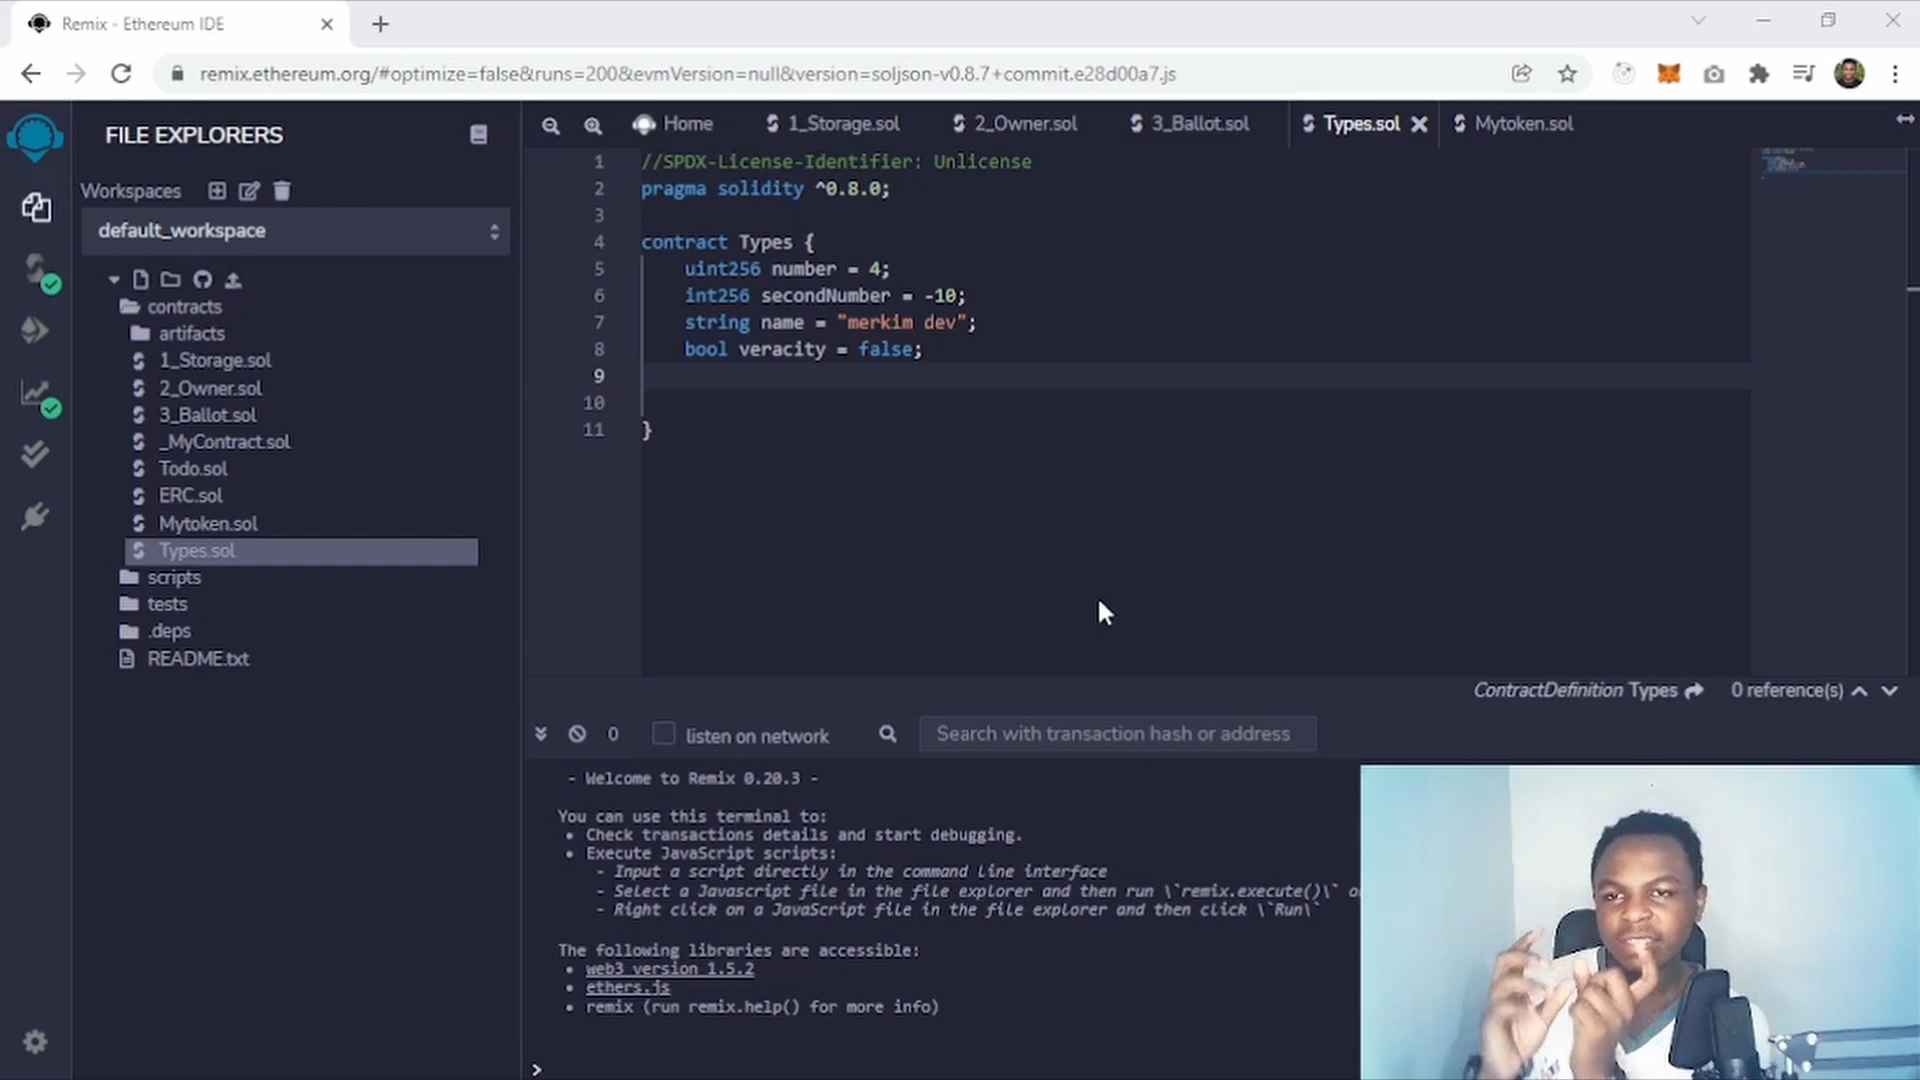 Remix - Ethereum IDE
remix.ethereum.org/#optimize=false&runs=200&evmVersion=null&version=soljson-v0.8.7+commit.e28d00a7.js
FILE EXPLORERS
Workspaces
default_workspace
contracts
artifacts
1_Storage.sol
2_Owner.sol
3_Ballot.sol
_MyContract.sol
Todo.sol
ERC.sol
Mytoken.sol
Types.sol
scripts
tests
.deps
README.txt
Home 1_Storage.sol 2_Owner.sol 3_Ballot.sol Types.sol Mytoken.sol
1 //SPDX-License-Identifier: Unlicense
2 pragma solidity ^0.8.0;
3
4 contract Types {
5 uint256 number = 4;
6 int256 secondNumber = -10;
7 string name = "merkim dev";
8 bool veracity = false;
9
10
11 }
ContractDefinition Types 0 reference(s)
0 listen on network Search with transaction hash or address
- Welcome to Remix 0.20.3 -
You can use this terminal to:
• Check transactions details and start debugging.
• Execute JavaScript scripts:
- Input a script directly in the command line interface
- Select a Javascript file in the file explorer and then run \`remix.execute()\` o
- Right click on a JavaScript file in the file explorer and then click \`Run\`
The following libraries are accessible:
• web3 version 1.5.2
• ethers.js
• remix (run remix.help() for more info)
>